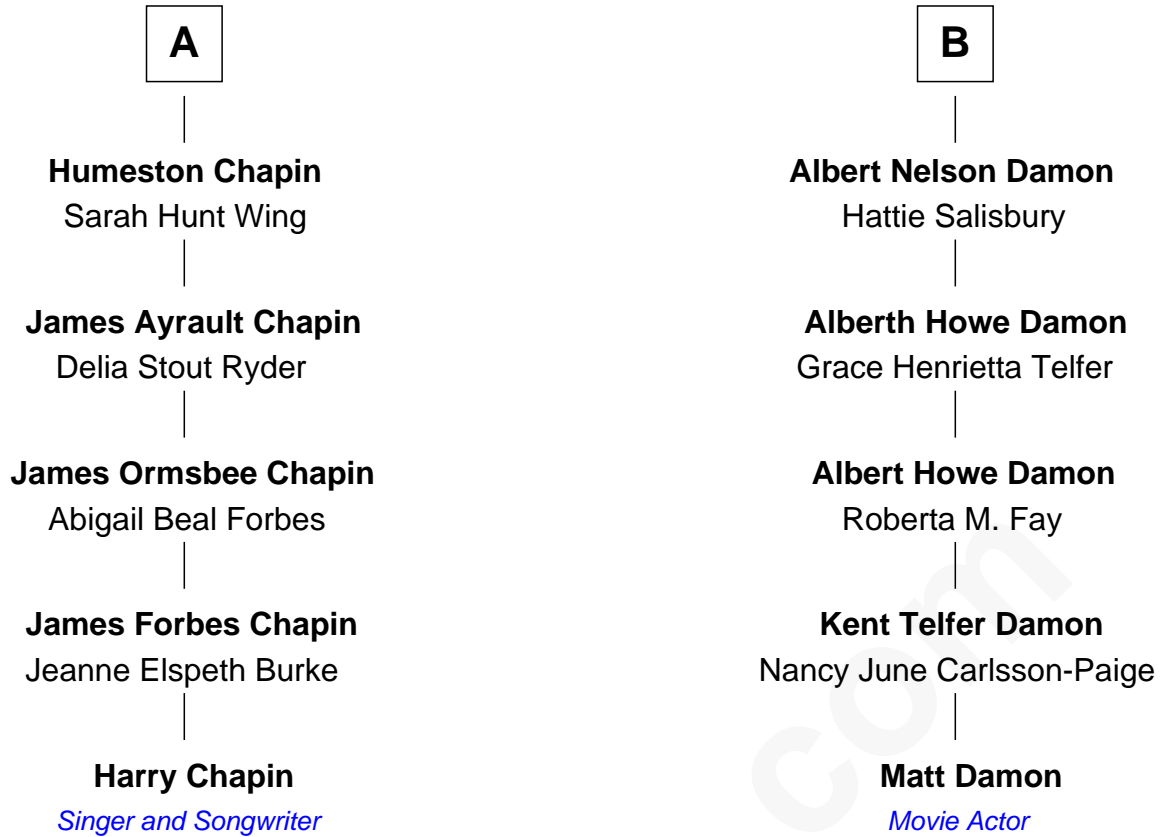 A
Humeston Chapin
Sarah Hunt Wing
James Ayrault Chapin
Delia Stout Ryder
James Ormsbee Chapin
Abigail Beal Forbes
James Forbes Chapin
Jeanne Elspeth Burke
Harry Chapin
Singer and Songwriter
B
Albert Nelson Damon
Hattie Salisbury
Alberth Howe Damon
Grace Henrietta Telfer
Albert Howe Damon
Roberta M. Fay
Kent Telfer Damon
Nancy June Carlsson-Paige
Matt Damon
Movie Actor
com